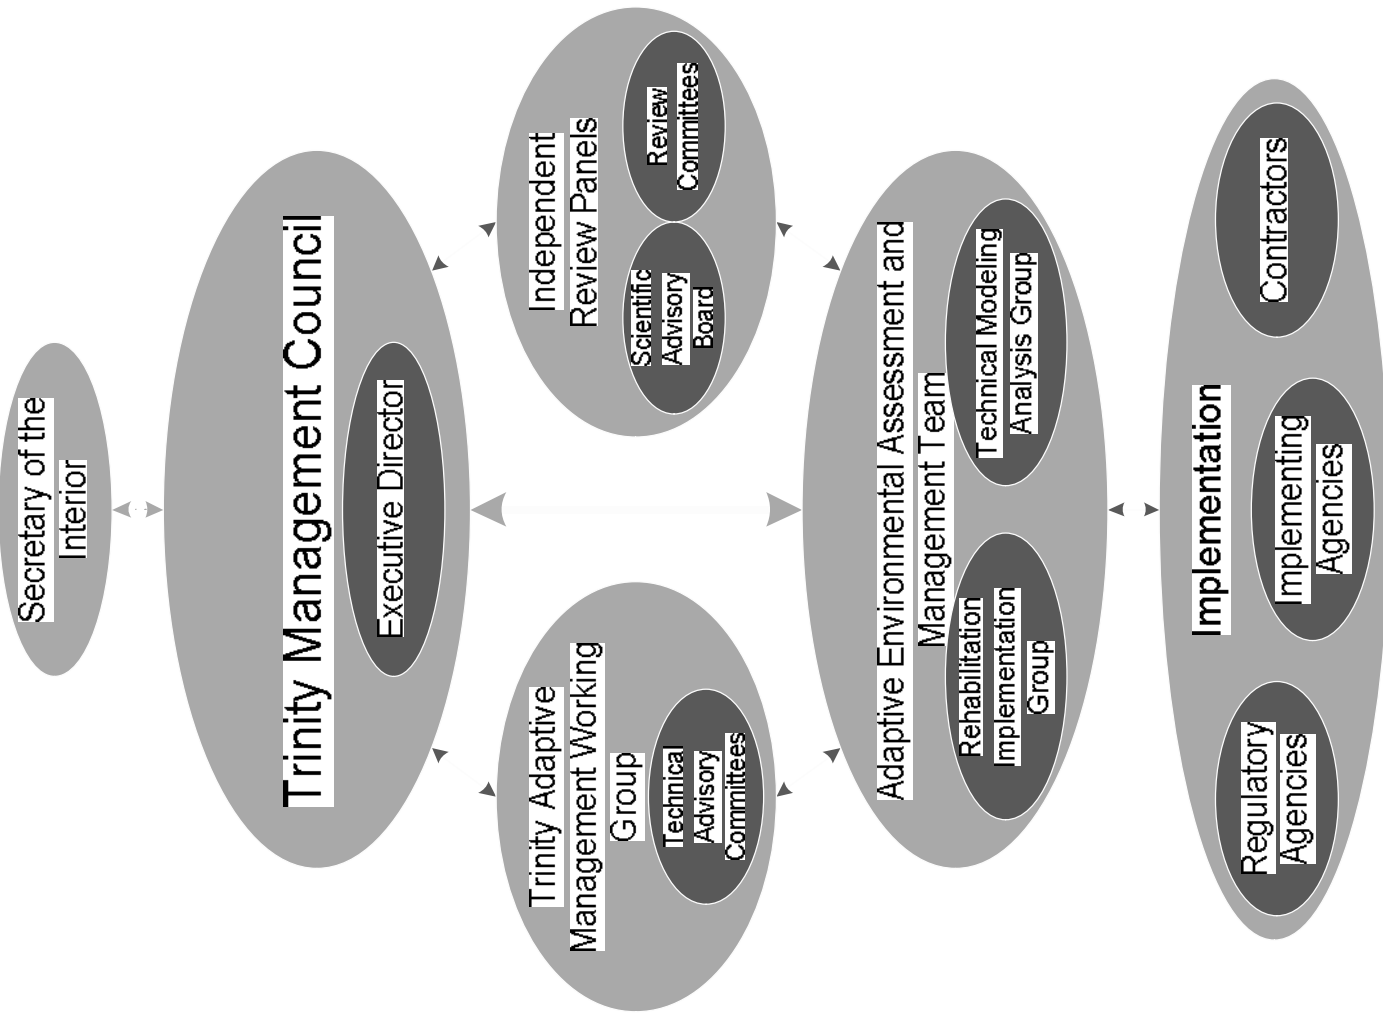 Secretary of the
Interior
Trinity Management Council
Executive Director
Trinity Adaptive
Management Working
Group
Technical
Advisory
Committees
Independent
Review Panels
Scientific
Advisory
Board
Review
Committees
Adaptive Environmental Assessment and
Management Team
Rehabilitation
Implementation
Group
Technical Modeling
Analysis Group
Implementation
Regulatory
Agencies
Implementing
Agencies
Contractors